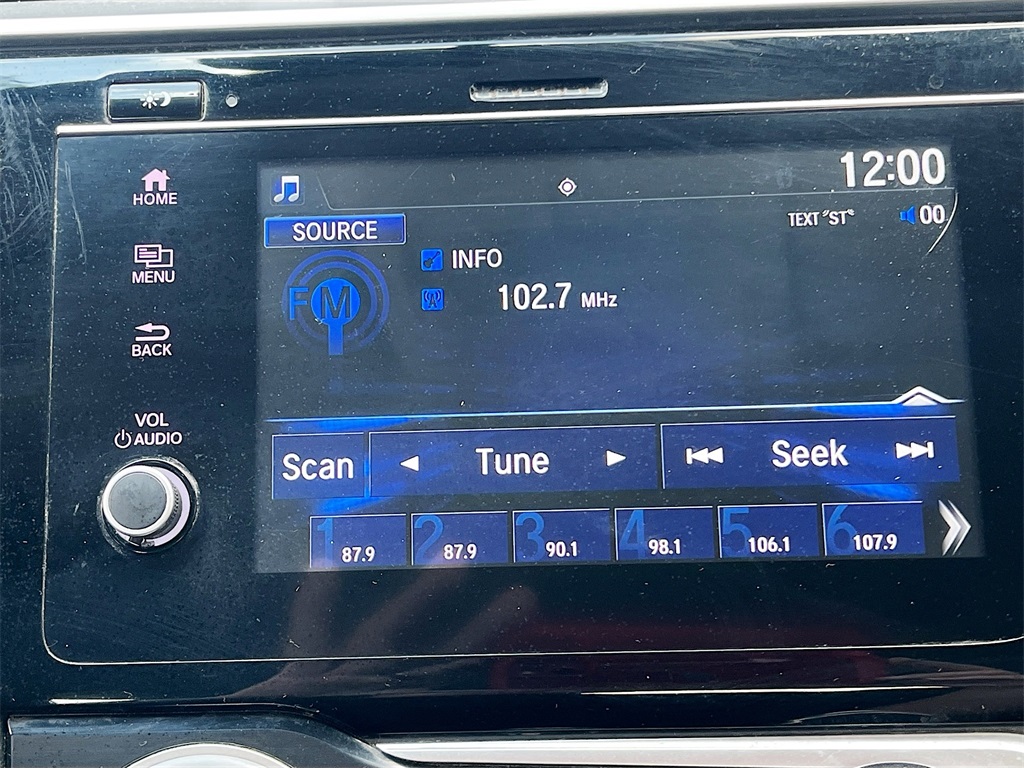 HOME
MENU
BACK
VOL
AUDIO
12:00
TEXT "ST"
00
SOURCE
FM
INFO
102.7 MHz
Scan
Tune
Seek
1 87.9
2 87.9
3 90.1
4 98.1
5 106.1
6 107.9